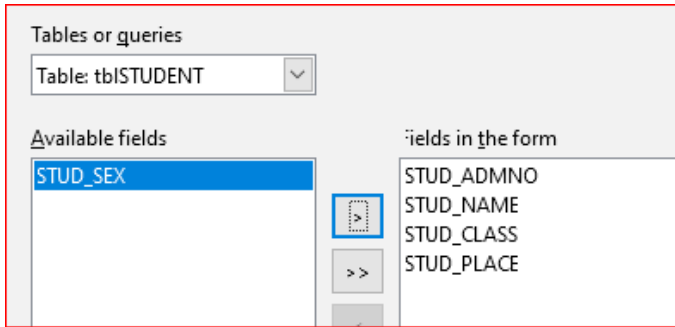 Tables or queries
Table: tblSTUDENT
Available fields
Fields in the form
STUD_SEX
STUD_ADMNO
STUD_NAME
STUD_CLASS
STUD_PLACE
>
>>